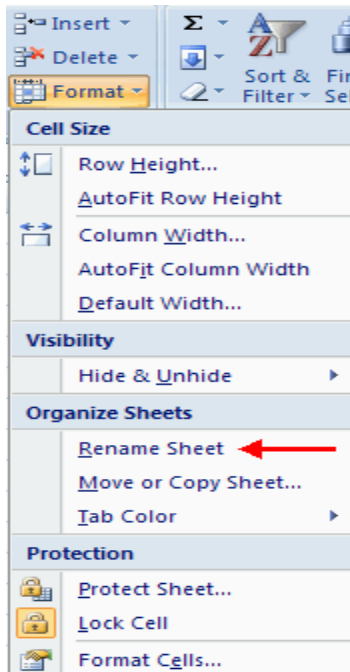 Insert
Σ
Delete
Sort &
Format
Filter
Cell Size
Row Height...
AutoFit Row Height
Column Width...
AutoFit Column Width
Default Width...
Visibility
Hide & Unhide
Organize Sheets
Rename Sheet
Move or Copy Sheet...
Tab Color
Protection
Protect Sheet...
Lock Cell
Format Cells...